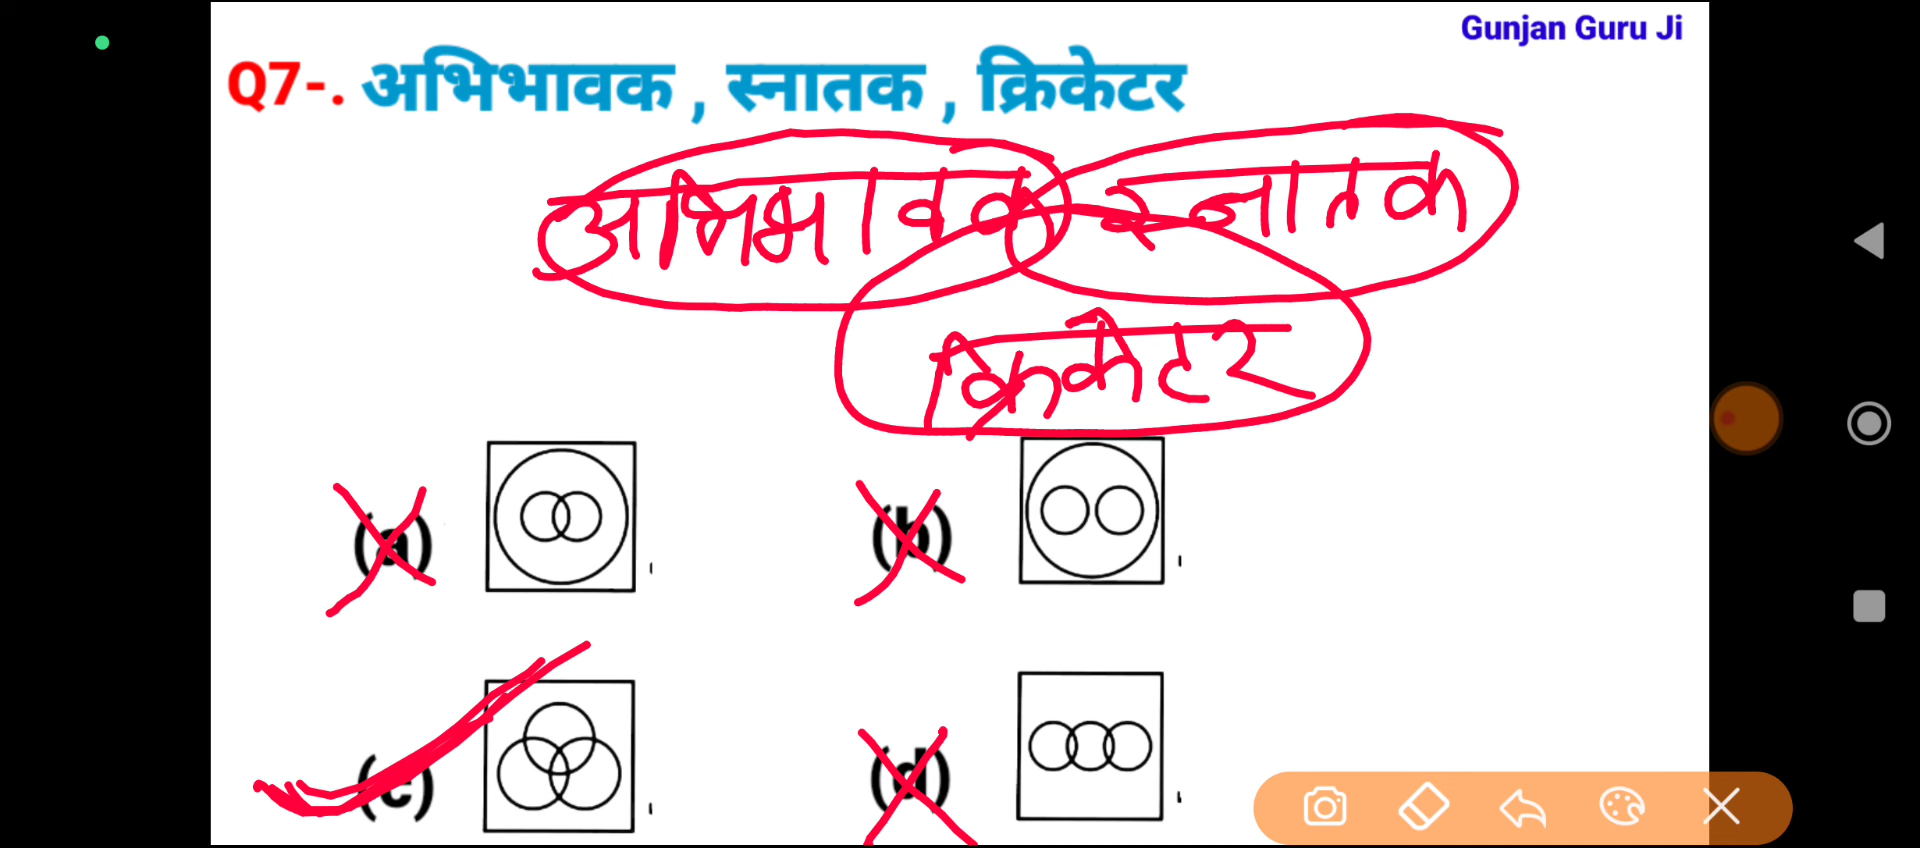 Gunjan Guru Ji
Q7-. अभिभावक , स्नातक , क्रिकेटर
अभिभावक स्नातक
क्रिकेटर
(a) (b)
(c) (d)